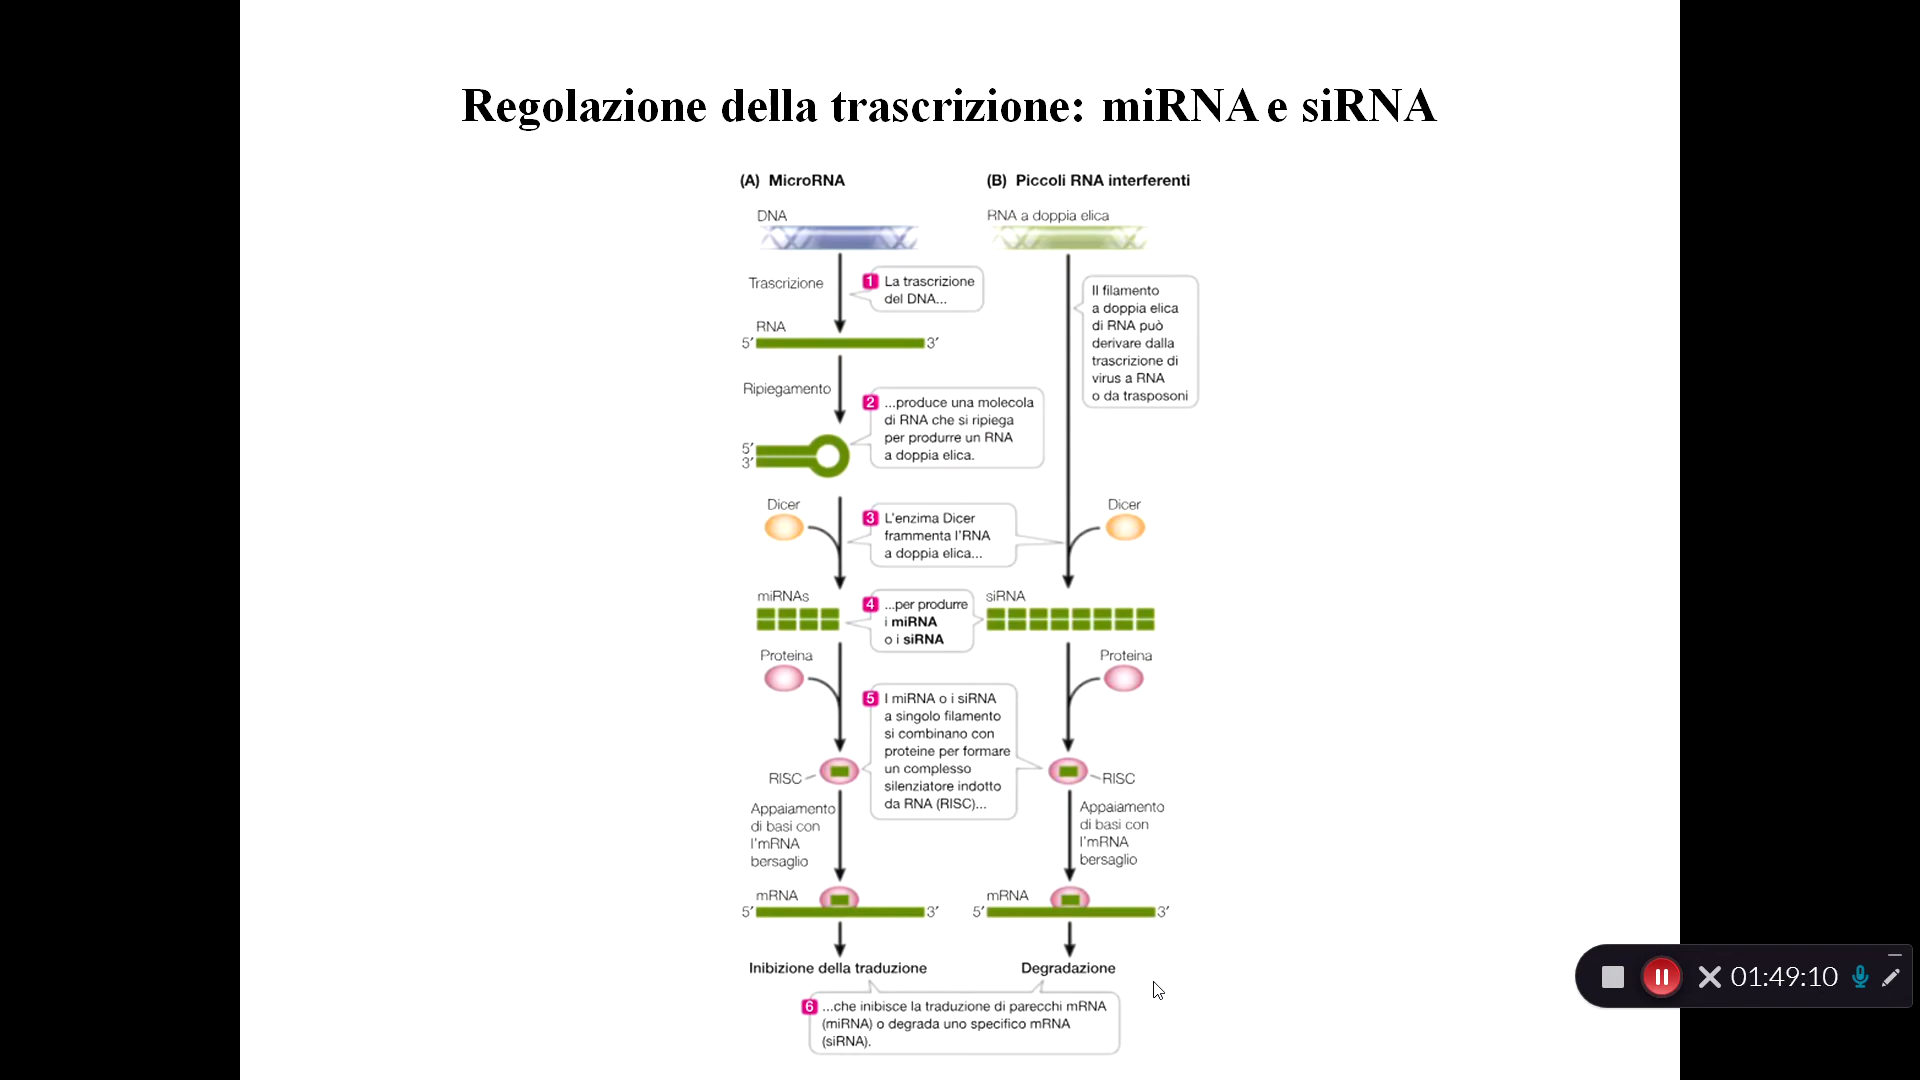 Regolazione della trascrizione: miRNA e siRNA
(A) MicroRNA
DNA
Trascrizione
1 La trascrizione
del DNA...
RNA
5′ 3′
Ripiegamento
2 ...produce una molecola
di RNA che si ripiega
per produrre un RNA
a doppia elica.
5′
3′
Dicer
3 L'enzima Dicer
frammenta l'RNA
a doppia elica...
miRNAs
4 ...per produrre
i miRNA
o i siRNA
Proteina
5 I miRNA o i siRNA
a singolo filamento
si combinano con
proteine per formare
un complesso
silenziatore indotto
da RNA (RISC)...
RISC
Appaiamento
di basi con
l'mRNA
bersaglio
mRNA
5′ 3′
Inibizione della traduzione
(B) Piccoli RNA interferenti
RNA a doppia elica
Il filamento
a doppia elica
di RNA può
derivare dalla
trascrizione di
virus a RNA
o da trasposoni
Dicer
siRNA
Proteina
RISC
Appaiamento
di basi con
l'mRNA
bersaglio
mRNA
5′ 3′
Degradazione
6 ...che inibisce la traduzione di parecchi mRNA
(miRNA) o degrada uno specifico mRNA
(siRNA).
01:49:10